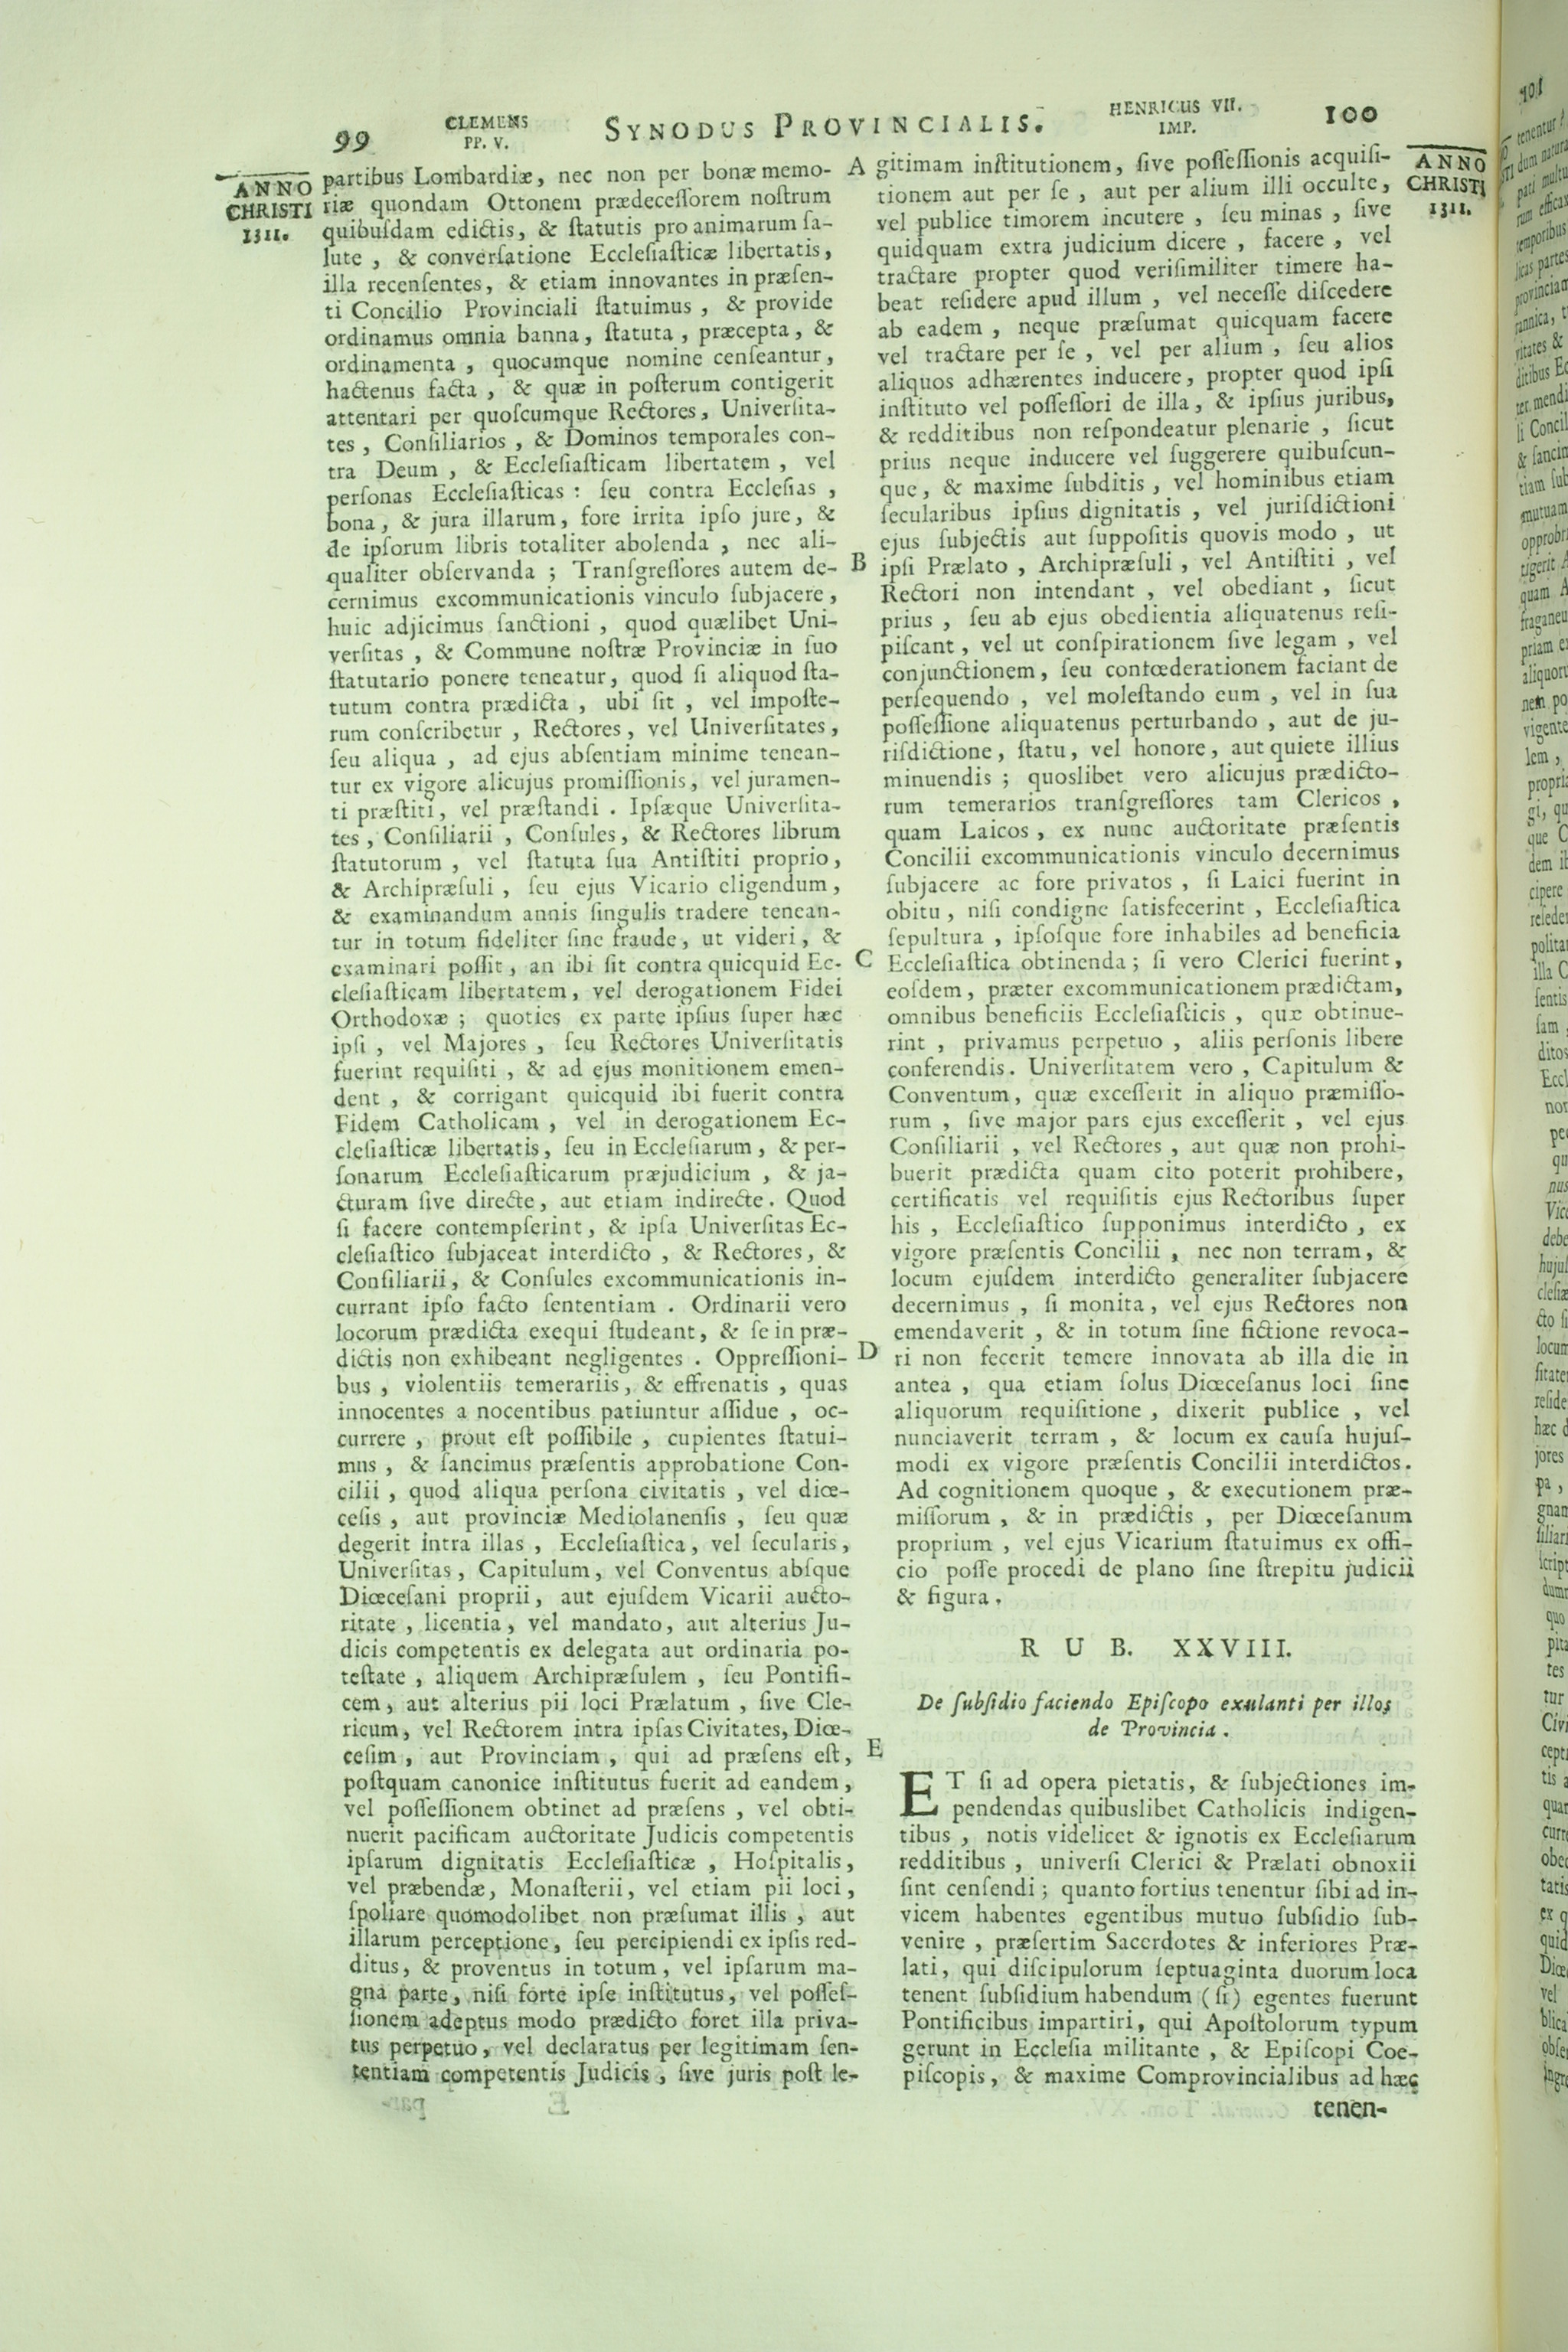 99 CLEMENS PP. V. SYNODUS PROVINCIALIS. HENRICUS VII. IMP. 100
ANNO
CHRISTI
1311.
partibus Lombardiæ, nec non per bonæ memo-
riæ quondam Ottonem prædeceſſorem noſtrum
quibuſdam edictis, & ſtatutis pro animarum ſa-
lute, & converſatione Eccleſiaſticæ libertatis,
illa recenſentes, & etiam innovantes in præſen-
ti Concilio Provinciali ſtatuimus, & provide
ordinamus omnia banna, ſtatuta, præcepta, &
ordinamenta, quocumque nomine cenſeantur,
hactenus facta, & quæ in poſterum contigerit
attentari per quoſcumque Rectores, Univerſita-
tes, Conſiliarios, & Dominos temporales con-
tra Deum, & Eccleſiaſticam libertatem, vel
perſonas Eccleſiaſticas: ſeu contra Eccleſias,
bona, & jura illarum, fore irrita ipſo jure, &
de ipſorum libris totaliter abolenda, nec ali-
qualiter obſervanda; Tranſgreſſores autem de-
cernimus excommunicationis vinculo ſubjacere,
huic adjicimus ſanctioni, quod quælibet Uni-
verſitas, & Commune noſtræ Provinciæ in ſuo
ſtatutario ponere teneatur, quod ſi aliquod ſta-
tutum contra prædicta, ubi ſit, vel impoſte-
rum conſcribetur, Rectores, vel Univerſitates,
ſeu aliqua, ad ejus abſentiam minime tenean-
tur ex vigore alicujus promiſſionis, vel juramen-
ti præſtiti, vel præſtandi. Ipſæque Univerſita-
tes, Conſiliarii, Conſules, & Rectores librum
ſtatutorum, vel ſtatuta ſua Antiſtiti proprio,
& Archipræſuli, ſeu ejus Vicario eligendum,
& examinandum annis ſingulis tradere tenean-
tur in totum fideliter ſine fraude, ut videri, &
examinari poſſit, an ibi ſit contra quicquid Ec-
cleſiaſticam libertatem, vel derogationem Fidei
Orthodoxæ; quoties ex parte ipſius ſuper hæc
ipſi, vel Majores, ſeu Rectores Univerſitatis
fuerint requiſiti, & ad ejus monitionem emen-
dent, & corrigant quicquid ibi fuerit contra
Fidem Catholicam, vel in derogationem Ec-
cleſiaſticæ libertatis, ſeu in Eccleſiarum, & per-
ſonarum Eccleſiaſticarum præjudicium, & ja-
cturam ſive directe, aut etiam indirecte. Quod
ſi facere contempſerint, & ipſa Univerſitas Ec-
cleſiaſtico ſubjaceat interdicto, & Rectores, &
Conſiliarii, & Conſules excommunicationis in-
currant ipſo facto ſententiam. Ordinarii vero
locorum prædicta exequi ſtudeant, & ſe in præ-
dictis non exhibeant negligentes. Oppreſſioni-
bus, violentiis temerariis, & effrenatis, quas
innocentes a nocentibus patiuntur aſſidue, oc-
currere, prout eſt poſſibile, cupientes ſtatui-
mus, & ſancimus præſentis approbatione Con-
cilii, quod aliqua perſona civitatis, vel diœ-
ceſis, aut provinciæ Mediolanenſis, ſeu quæ
degerit intra illas, Eccleſiaſtica, vel ſecularis,
Univerſitas, Capitulum, vel Conventus abſque
Diœceſani proprii, aut ejuſdem Vicarii aucto-
ritate, licentia, vel mandato, aut alterius Ju-
dicis competentis ex delegata aut ordinaria po-
teſtate, aliquem Archipræſulem, ſeu Pontifi-
cem, aut alterius pii loci Prælatum, ſive Cle-
ricum, vel Rectorem intra ipſas Civitates, Diœ-
ceſim, aut Provinciam, qui ad præſens eſt,
poſtquam canonice inſtitutus fuerit ad eandem,
vel poſſeſſionem obtinet ad præſens, vel obti-
nuerit pacificam auctoritate Judicis competentis
ipſarum dignitatis Eccleſiaſticæ, Hoſpitalis,
vel præbendæ, Monaſterii, vel etiam pii loci,
ſpoliare quomodolibet non præſumat illis, aut
illarum perceptione, ſeu percipiendi ex ipſis red-
ditus, & proventus in totum, vel ipſarum ma-
gna parte, niſi forte ipſe inſtitutus, vel poſſeſ-
ſionem adeptus modo prædicto foret illa priva-
tus perpetuo, vel declaratus per legitimam ſen-
tentiam competentis Judicis, ſive juris poſt le-
A
B
C
D
E
gitimam inſtitutionem, ſive poſſeſſionis acquiſi-
tionem aut per ſe, aut per alium illi occulte,
vel publice timorem incutere, ſeu minas, ſive
quidquam extra judicium dicere, facere, vel
tractare propter quod veriſimiliter timere ha-
beat reſidere apud illum, vel neceſſe diſcedere
ab eadem, neque præſumat quicquam facere
vel tractare per ſe, vel per alium, ſeu alios
aliquos adhærentes inducere, propter quod ipſi
inſtituto vel poſſeſſori de illa, & ipſius juribus,
& redditibus non reſpondeatur plenarie, ſicut
prius neque inducere vel ſuggerere quibuſcun-
que, & maxime ſubditis, vel hominibus etiam
ſecularibus ipſius dignitatis, vel juriſdictioni
ejus ſubjectis aut ſuppoſitis quovis modo, ut
ipſi Prælato, Archipræſuli, vel Antiſtiti, vel
Rectori non intendant, vel obediant, ſicut
prius, ſeu ab ejus obedientia aliquatenus reſi-
piſcant, vel ut conſpirationem ſive legam, vel
conjunctionem, ſeu contœderationem faciant de
perſequendo, vel moleſtando eum, vel in ſua
poſſeſſione aliquatenus perturbando, aut de ju-
riſdictione, ſtatu, vel honore, aut quiete illius
minuendis; quoslibet vero alicujus prædicto-
rum temerarios tranſgreſſores tam Clericos,
quam Laicos, ex nunc auctoritate præſentis
Concilii excommunicationis vinculo decernimus
ſubjacere ac fore privatos, ſi Laici fuerint in
obitu, niſi condigne ſatisfecerint, Eccleſiaſtica
ſepultura, ipſoſque fore inhabiles ad beneficia
Eccleſiaſtica obtinenda; ſi vero Clerici fuerint,
eoſdem, præter excommunicationem prædictam,
omnibus beneficiis Eccleſiaſticis, quæ obtinue-
rint, privamus perpetuo, aliis perſonis libere
conferendis. Univerſitatem vero, Capitulum &
Conventum, quæ exceſſerit in aliquo præmiſſo-
rum, ſive major pars ejus exceſſerit, vel ejus
Conſiliarii, vel Rectores, aut quæ non prohi-
buerit prædicta quam cito poterit prohibere,
certificatis vel requiſitis ejus Rectoribus ſuper
his, Eccleſiaſtico ſupponimus interdicto, ex
vigore præſentis Concilii, nec non terram, &
locum ejuſdem interdicto generaliter ſubjacere
decernimus, ſi monita, vel ejus Rectores non
emendaverit, & in totum ſine fictione revoca-
ri non fecerit temere innovata ab illa die in
antea, qua etiam ſolus Diœceſanus loci ſine
aliquorum requiſitione, dixerit publice, vel
nunciaverit terram, & locum ex cauſa hujuſ-
modi ex vigore præſentis Concilii interdictos.
Ad cognitionem quoque, & executionem præ-
miſſorum, & in prædictis, per Diœceſanum
proprium, vel ejus Vicarium ſtatuimus ex offi-
cio poſſe procedi de plano ſine ſtrepitu judicii
& figura.
RUB. XXVIII.
De ſubſidio faciendo Epiſcopo exulanti per illos
de Provincia.
ET ſi ad opera pietatis, & ſubjectiones im-
pendendas quibuslibet Catholicis indigen-
tibus, notis videlicet & ignotis ex Eccleſiarum
redditibus, univerſi Clerici & Prælati obnoxii
ſint cenſendi; quanto fortius tenentur ſibi ad in-
vicem habentes egentibus mutuo ſubſidio ſub-
venire, præſertim Sacerdotes & inferiores Præ-
lati, qui diſcipulorum ſeptuaginta duorum loca
tenent ſubſidium habendum (ſi) egentes fuerunt
Pontificibus impartiri, qui Apoſtolorum typum
gerunt in Eccleſia militante, & Epiſcopi Coe-
piſcopis, & maxime Comprovincialibus ad hæc
tenen-
ANNO
CHRISTI
1311.
101